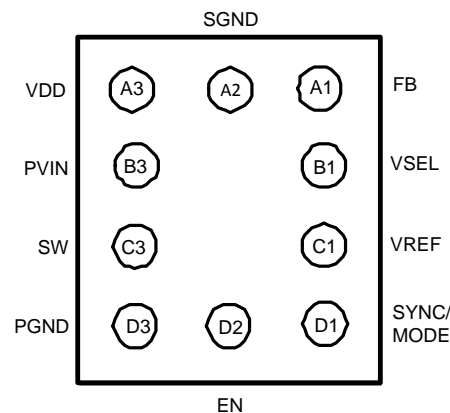 SGND
VDD A3 A2 A1 FB
PVIN B3 B1 VSEL
SW C3 C1 VREF
PGND D3 D2 D1 SYNC/
MODE
EN